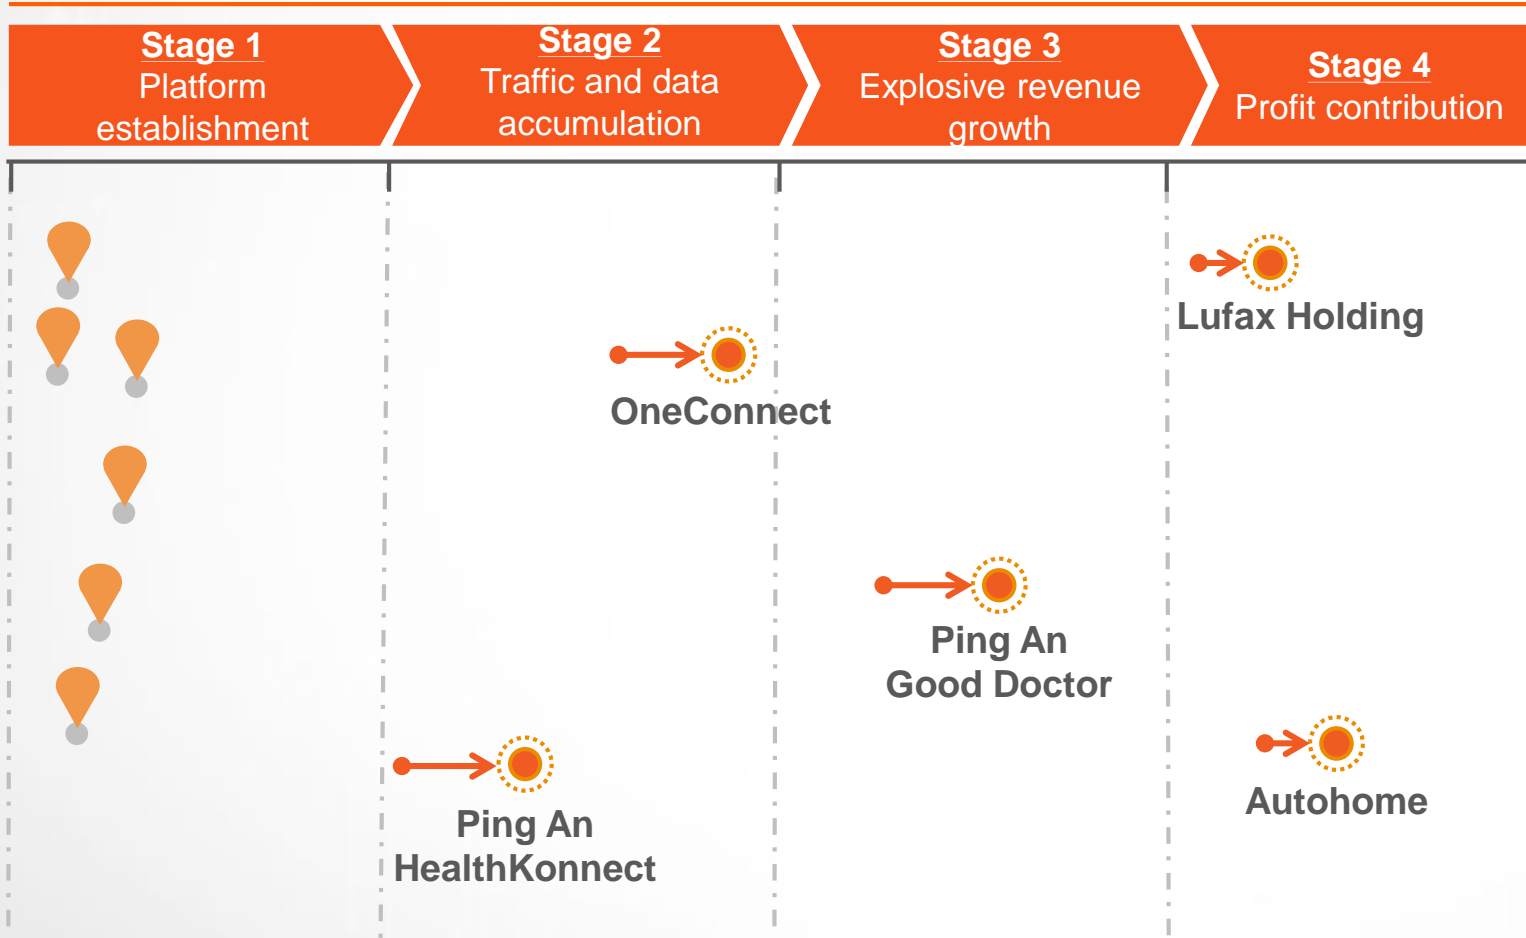 Stage 1
Platform
establishment
Stage 2
Traffic and data
accumulation
Stage 3
Explosive revenue
growth
Stage 4
Profit contribution
Lufax Holding
OneConnect
Ping An
Good Doctor
Autohome
Ping An
HealthKonnect